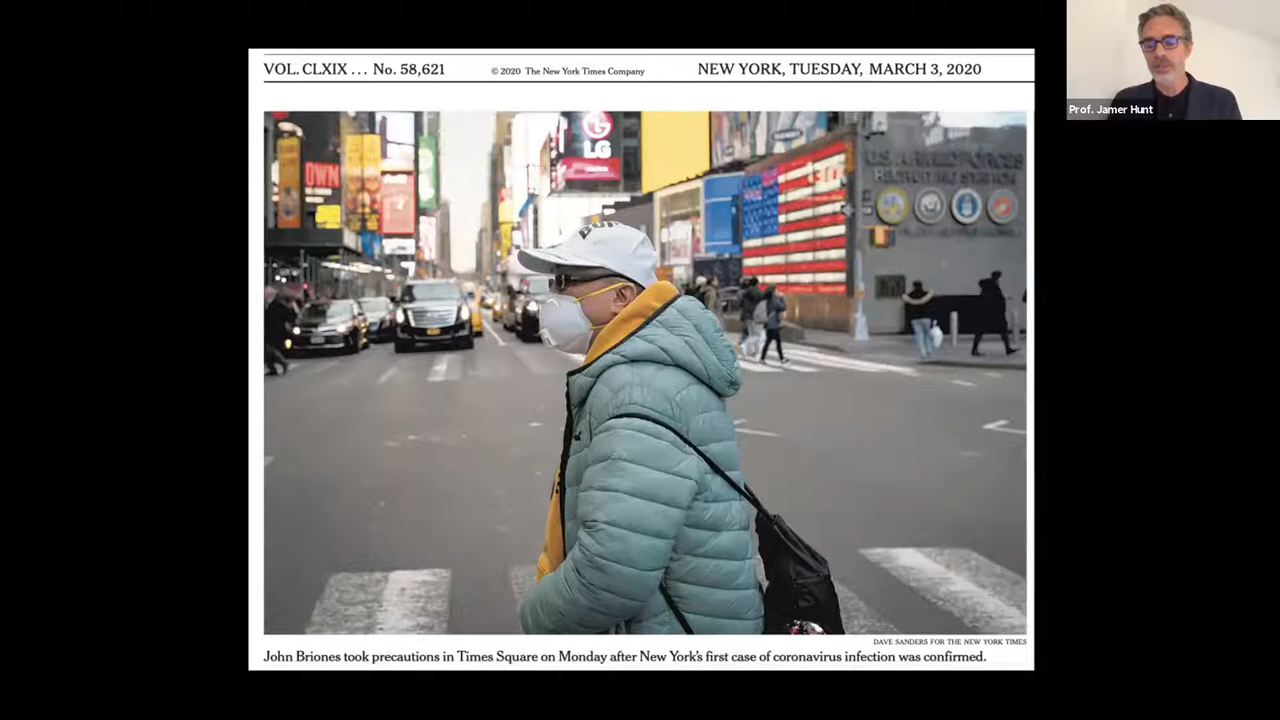 VOL. CLXIX ... No. 58,621
© 2020 The New York Times Company
NEW YORK, TUESDAY, MARCH 3, 2020
Prof. Jamer Hunt
LG
OWN
U.S. ARMED FORCES
RECRUITING STATION
DAVE SANDERS FOR THE NEW YORK TIMES
John Briones took precautions in Times Square on Monday after New York's first case of coronavirus infection was confirmed.